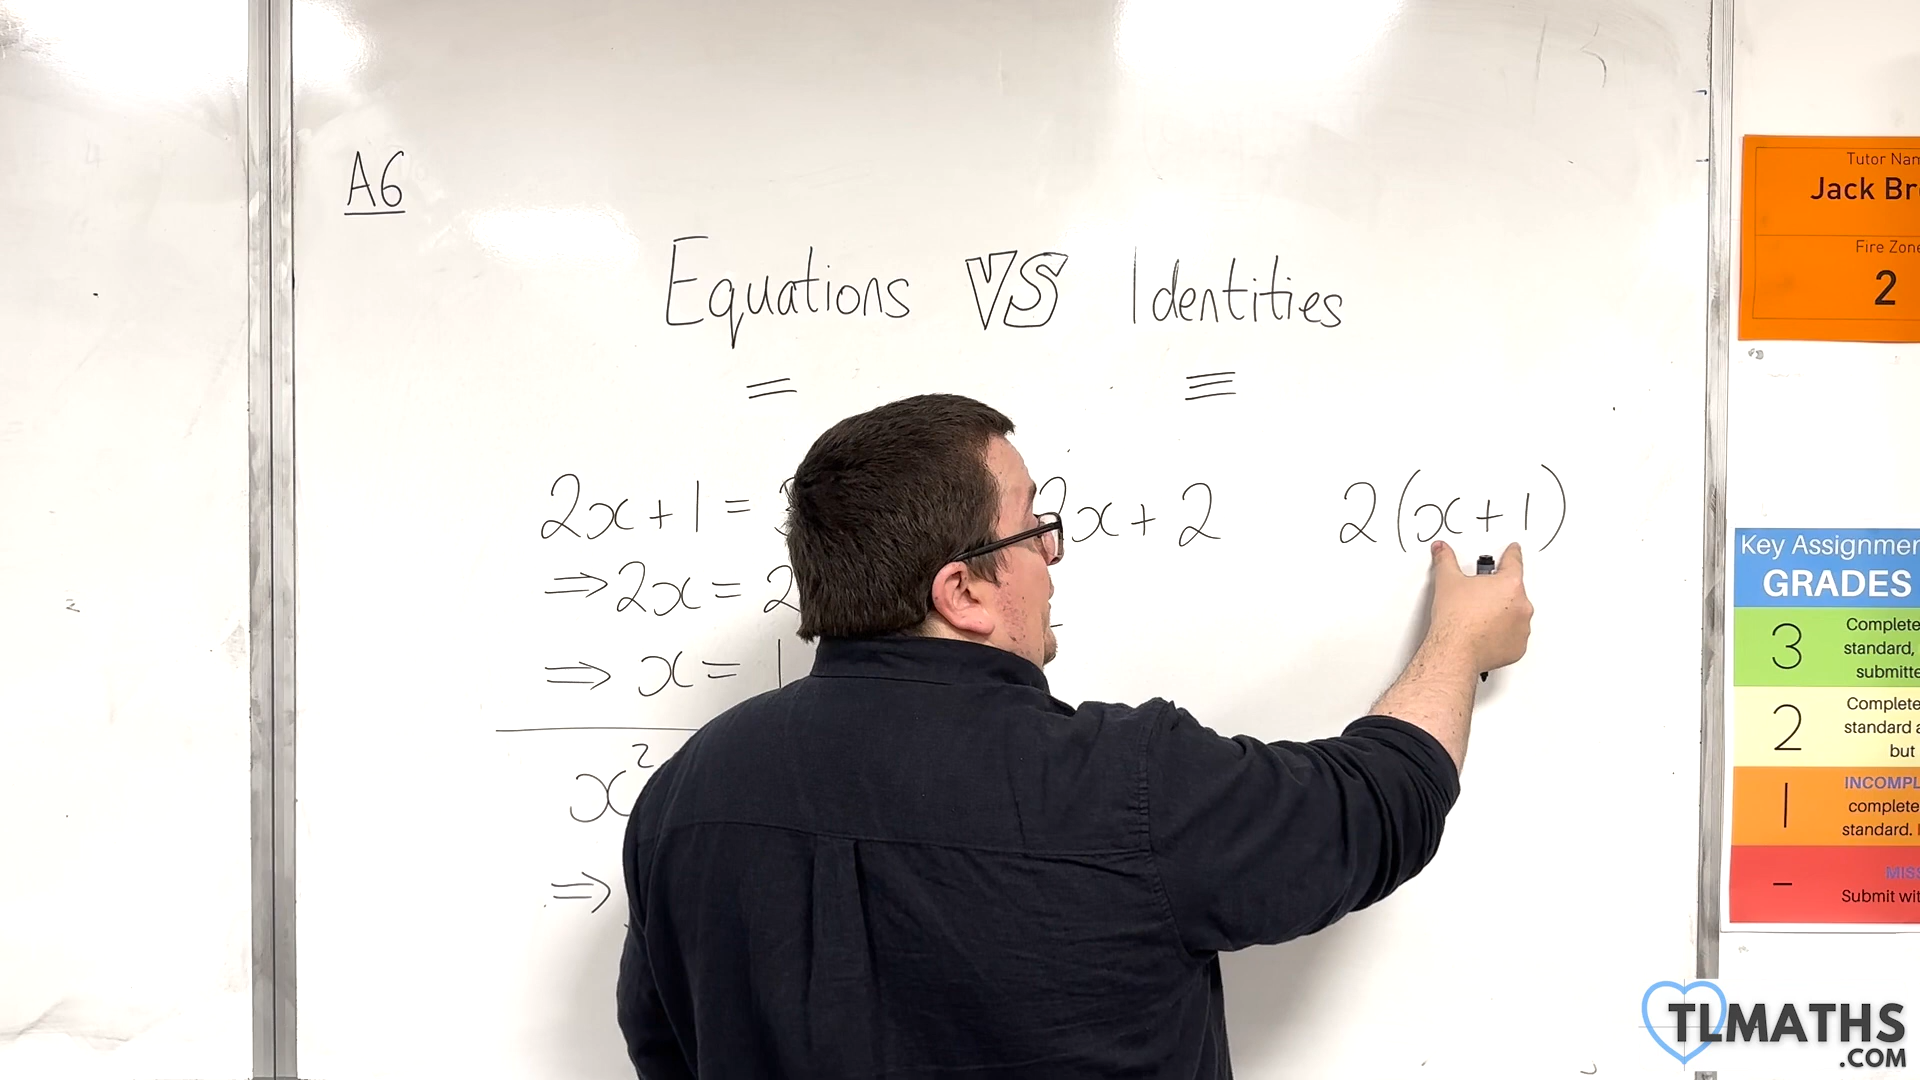 A6
Equations VS Identities
= ≡
2x + 1 =
2x + 2 2(x + 1)
⇒ 2x = 2
⇒ x = 1
x²
⇒
Tutor Nam
Jack Br
Fire Zone
2
Key Assignmen
GRADES
3 Complete
standard,
submitte
2 Complete
standard a
but
1 INCOMPL
complete
standard. I
– MISS
Submit wit
TLMATHS
.COM